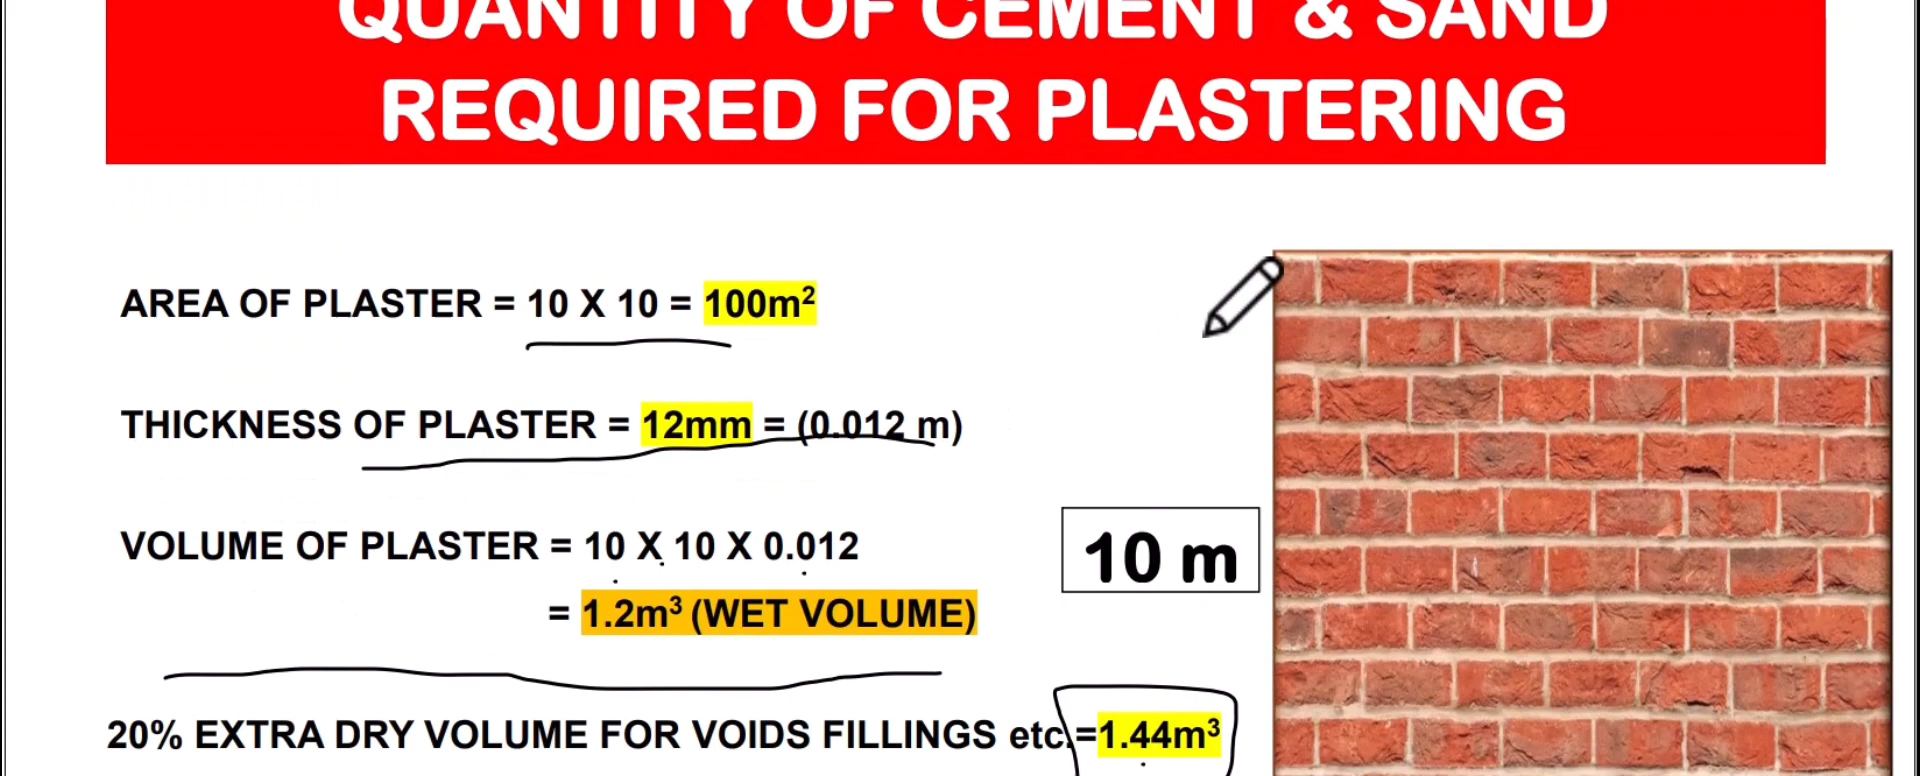 QUANTITY OF CEMENT & SAND
REQUIRED FOR PLASTERING
AREA OF PLASTER = 10 X 10 = 100m²
THICKNESS OF PLASTER = 12mm = (0.012 m)
VOLUME OF PLASTER = 10 X 10 X 0.012
= 1.2m³ (WET VOLUME)
10 m
20% EXTRA DRY VOLUME FOR VOIDS FILLINGS etc.=1.44m³